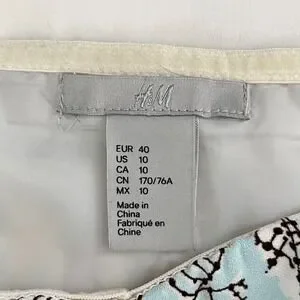 H&M
EUR 40
US 10
CA 10
CN 170/76A
MX 10
Made in
China
Fabriqué en
Chine